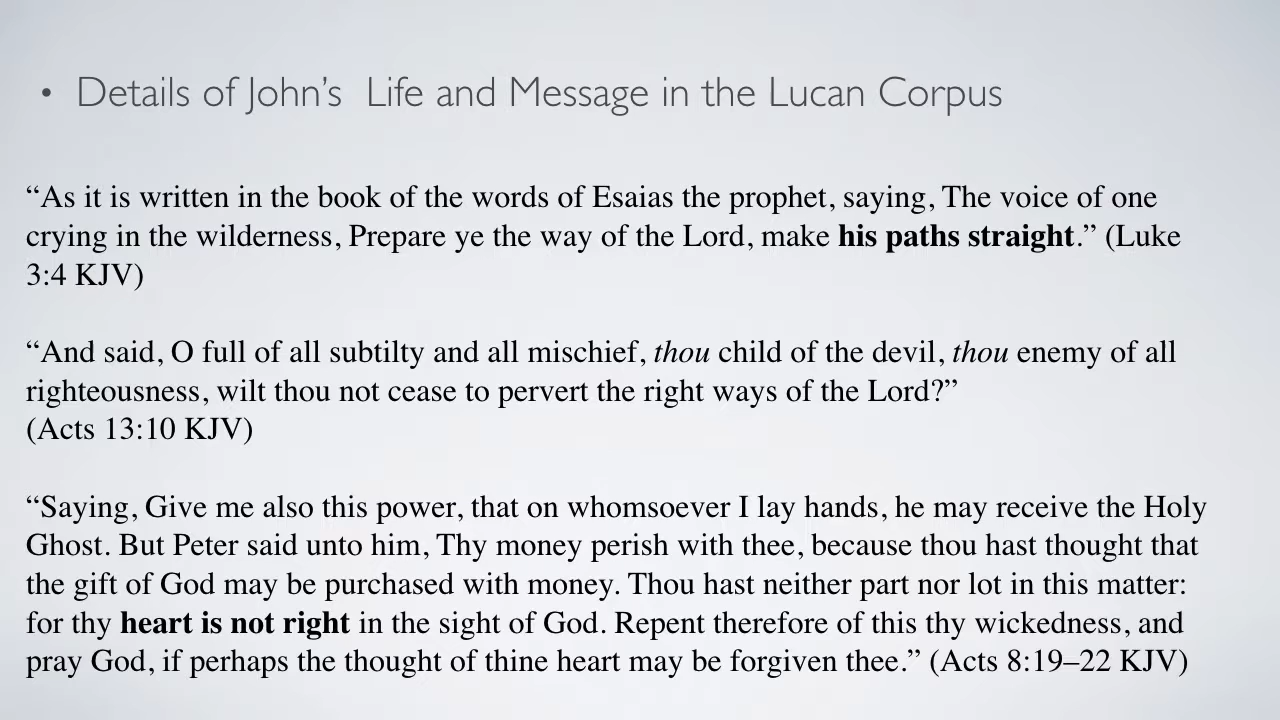 • Details of John’s  Life and Message in the Lucan Corpus
“As it is written in the book of the words of Esaias the prophet, saying, The voice of one
crying in the wilderness, Prepare ye the way of the Lord, make his paths straight.” (Luke
3:4 KJV)
“And said, O full of all subtilty and all mischief, thou child of the devil, thou enemy of all
righteousness, wilt thou not cease to pervert the right ways of the Lord?”
(Acts 13:10 KJV)
“Saying, Give me also this power, that on whomsoever I lay hands, he may receive the Holy
Ghost. But Peter said unto him, Thy money perish with thee, because thou hast thought that
the gift of God may be purchased with money. Thou hast neither part nor lot in this matter:
for thy heart is not right in the sight of God. Repent therefore of this thy wickedness, and
pray God, if perhaps the thought of thine heart may be forgiven thee.” (Acts 8:19–22 KJV)